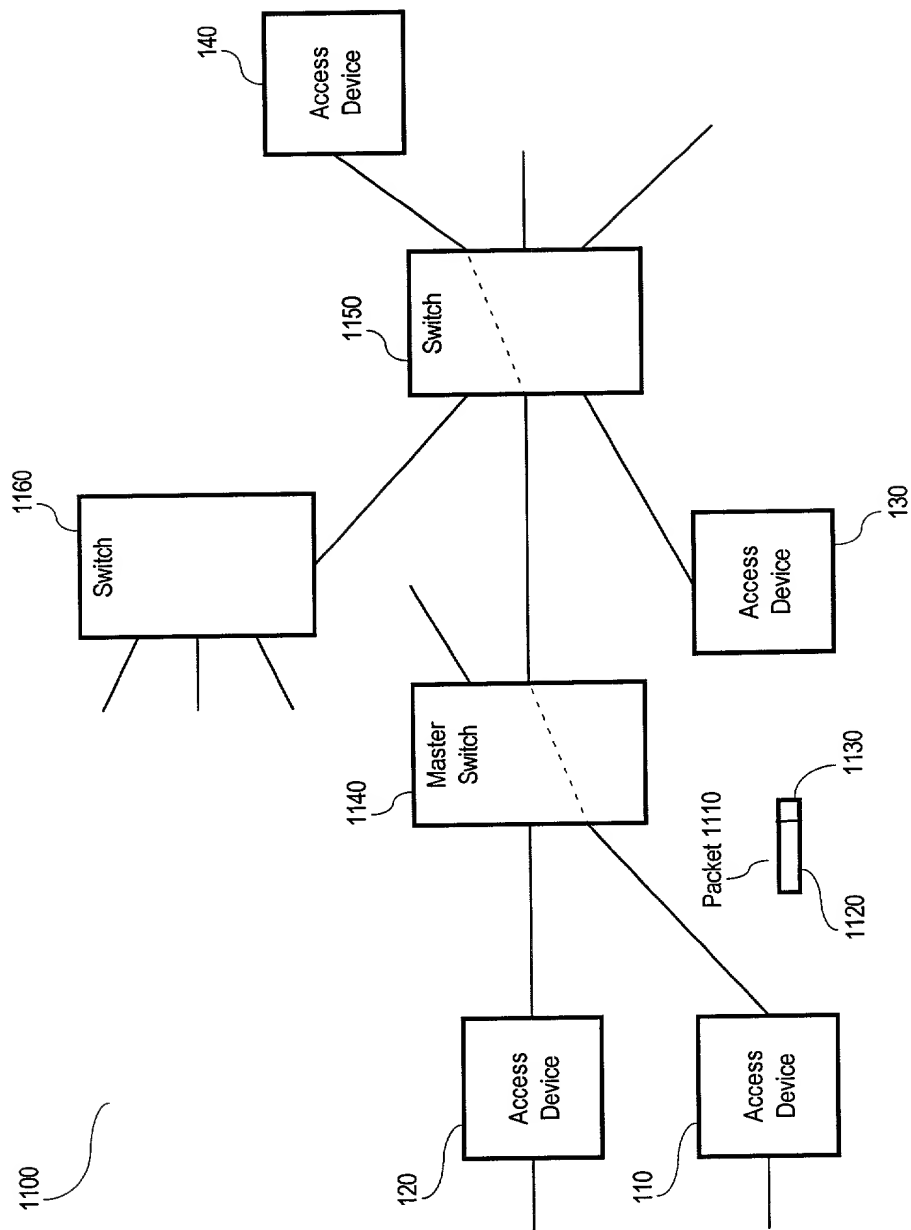 1100
120
Access
Device
110
Access
Device
Packet 1110
1120
1130
1140
Master
Switch
1160
Switch
130
Access
Device
1150
Switch
140
Access
Device